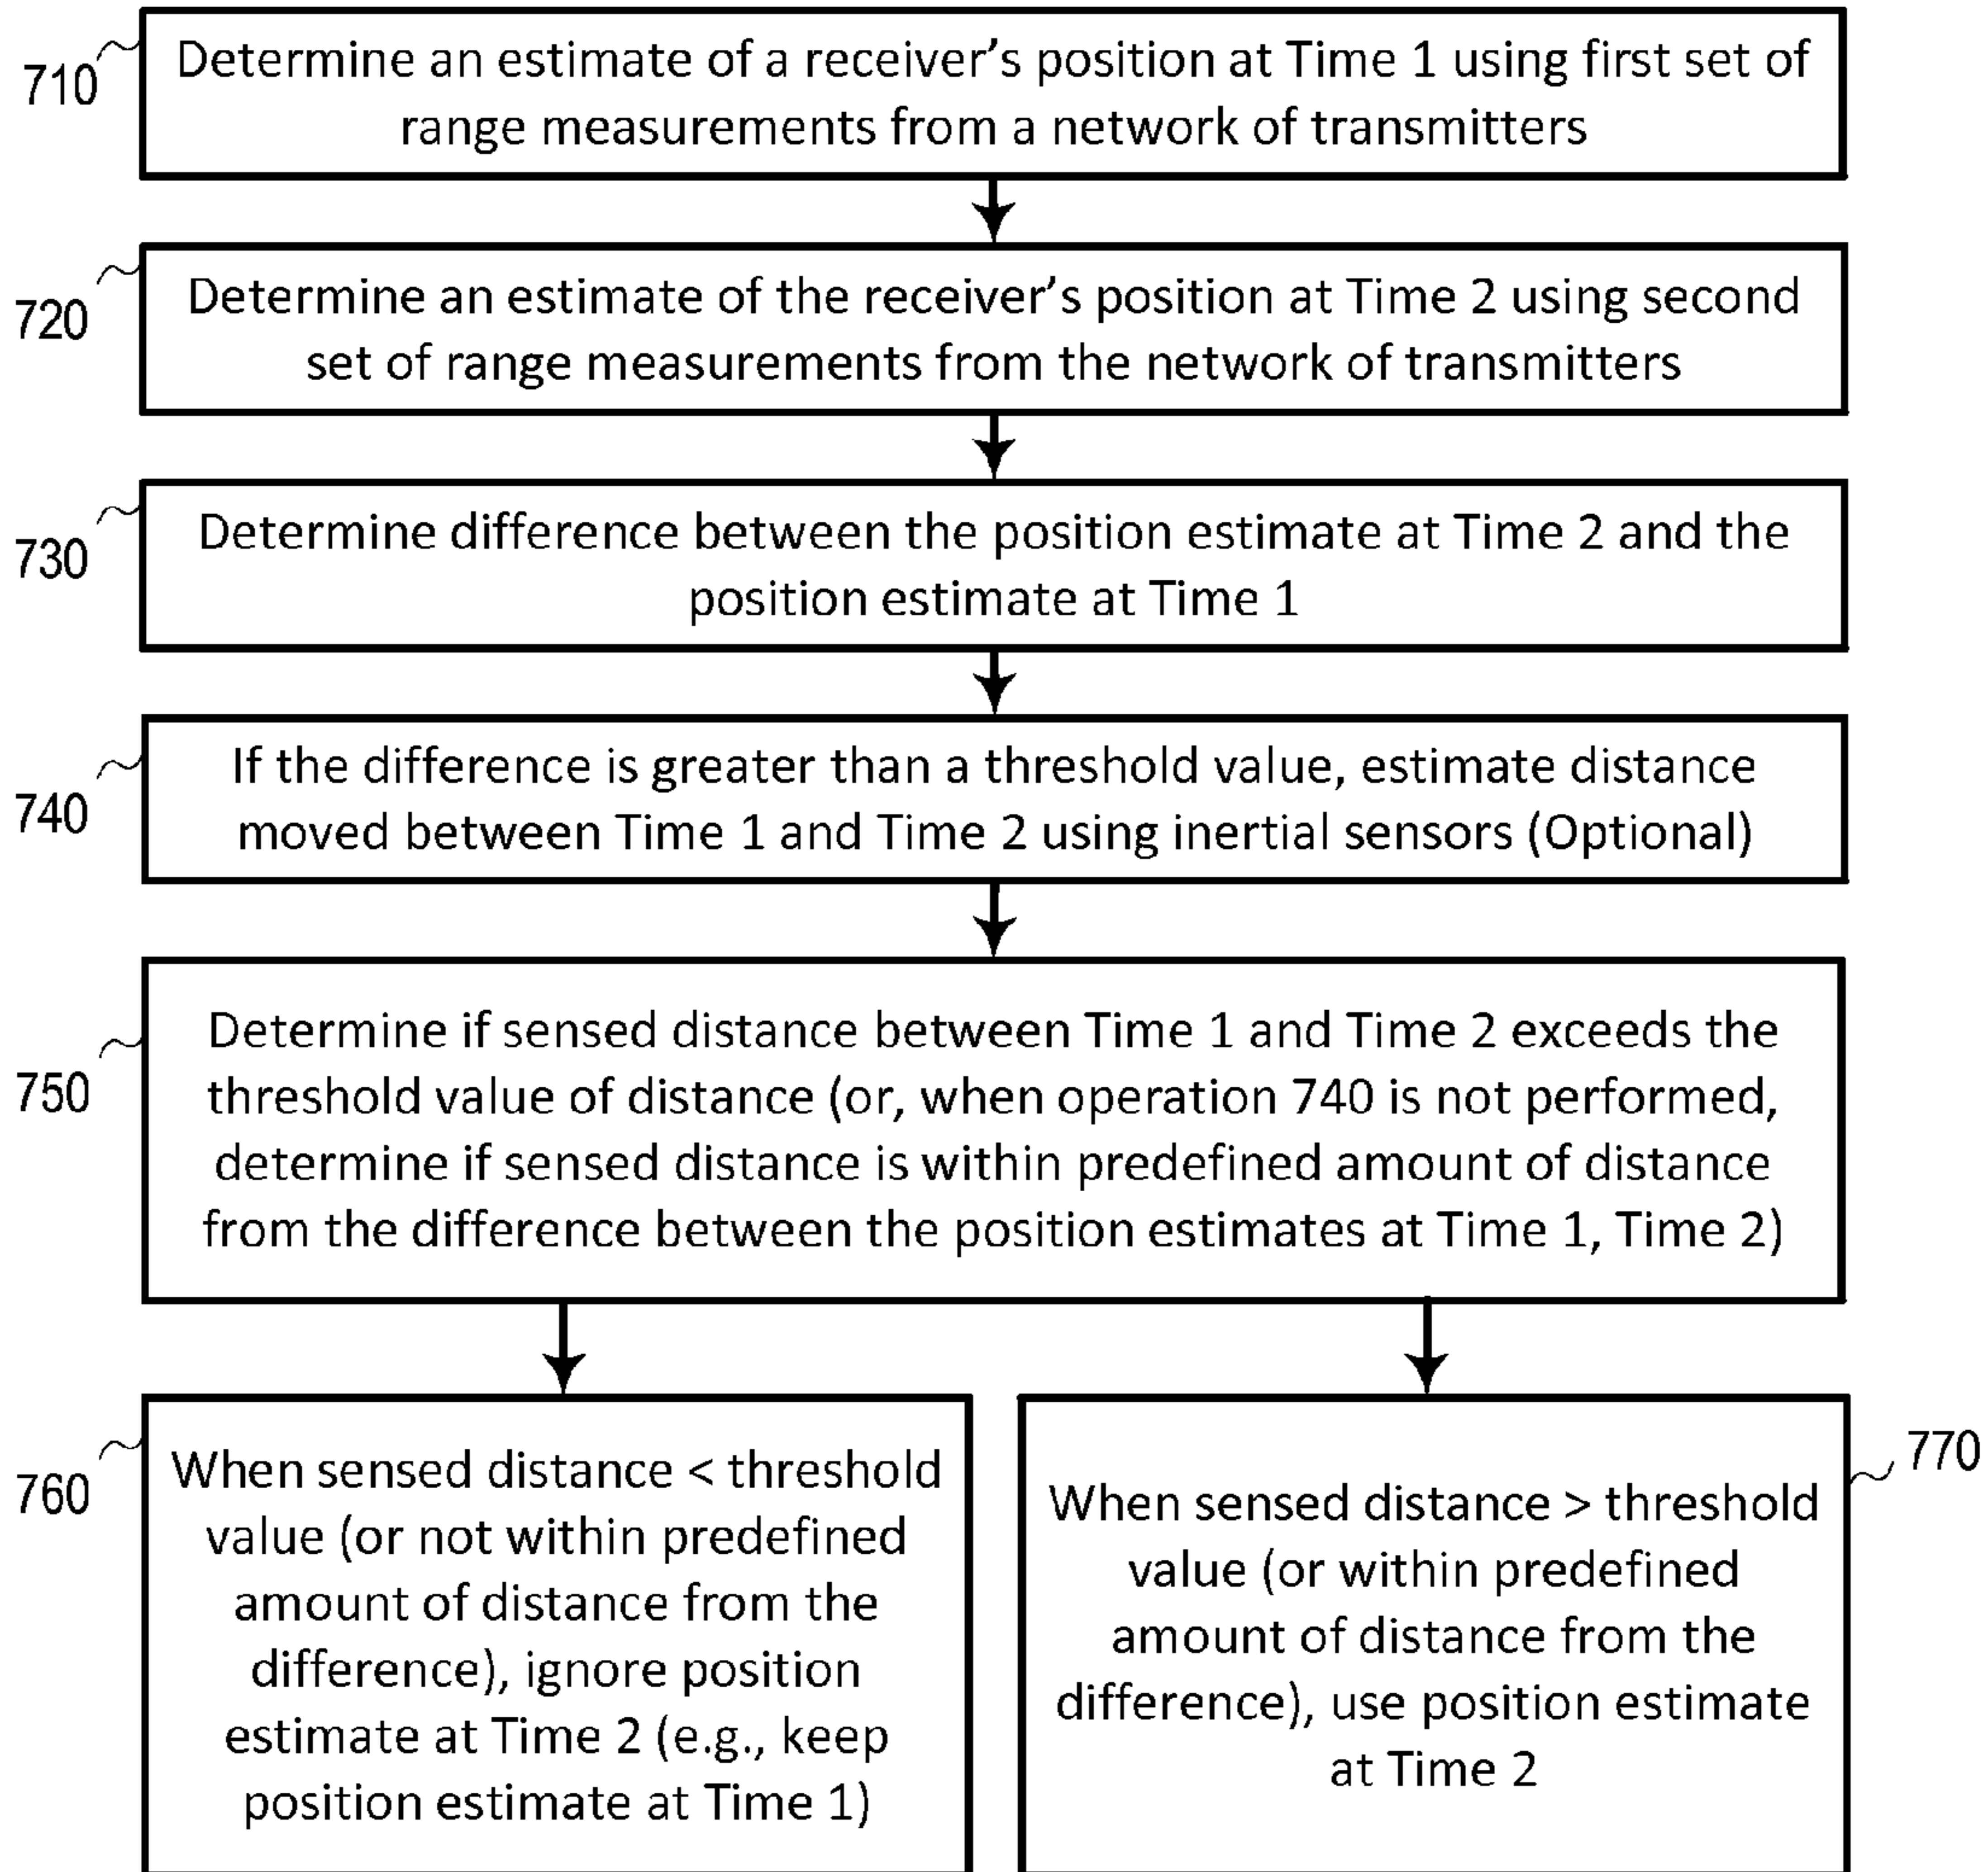 710
Determine an estimate of a receiver's position at Time 1 using first set of
range measurements from a network of transmitters
720
Determine an estimate of the receiver's position at Time 2 using second
set of range measurements from the network of transmitters
730
Determine difference between the position estimate at Time 2 and the
position estimate at Time 1
740
If the difference is greater than a threshold value, estimate distance
moved between Time 1 and Time 2 using inertial sensors (Optional)
750
Determine if sensed distance between Time 1 and Time 2 exceeds the
threshold value of distance (or, when operation 740 is not performed,
determine if sensed distance is within predefined amount of distance
from the difference between the position estimates at Time 1, Time 2)
760
When sensed distance < threshold
value (or not within predefined
amount of distance from the
difference), ignore position
estimate at Time 2 (e.g., keep
position estimate at Time 1)
770
When sensed distance > threshold
value (or within predefined
amount of distance from the
difference), use position estimate
at Time 2